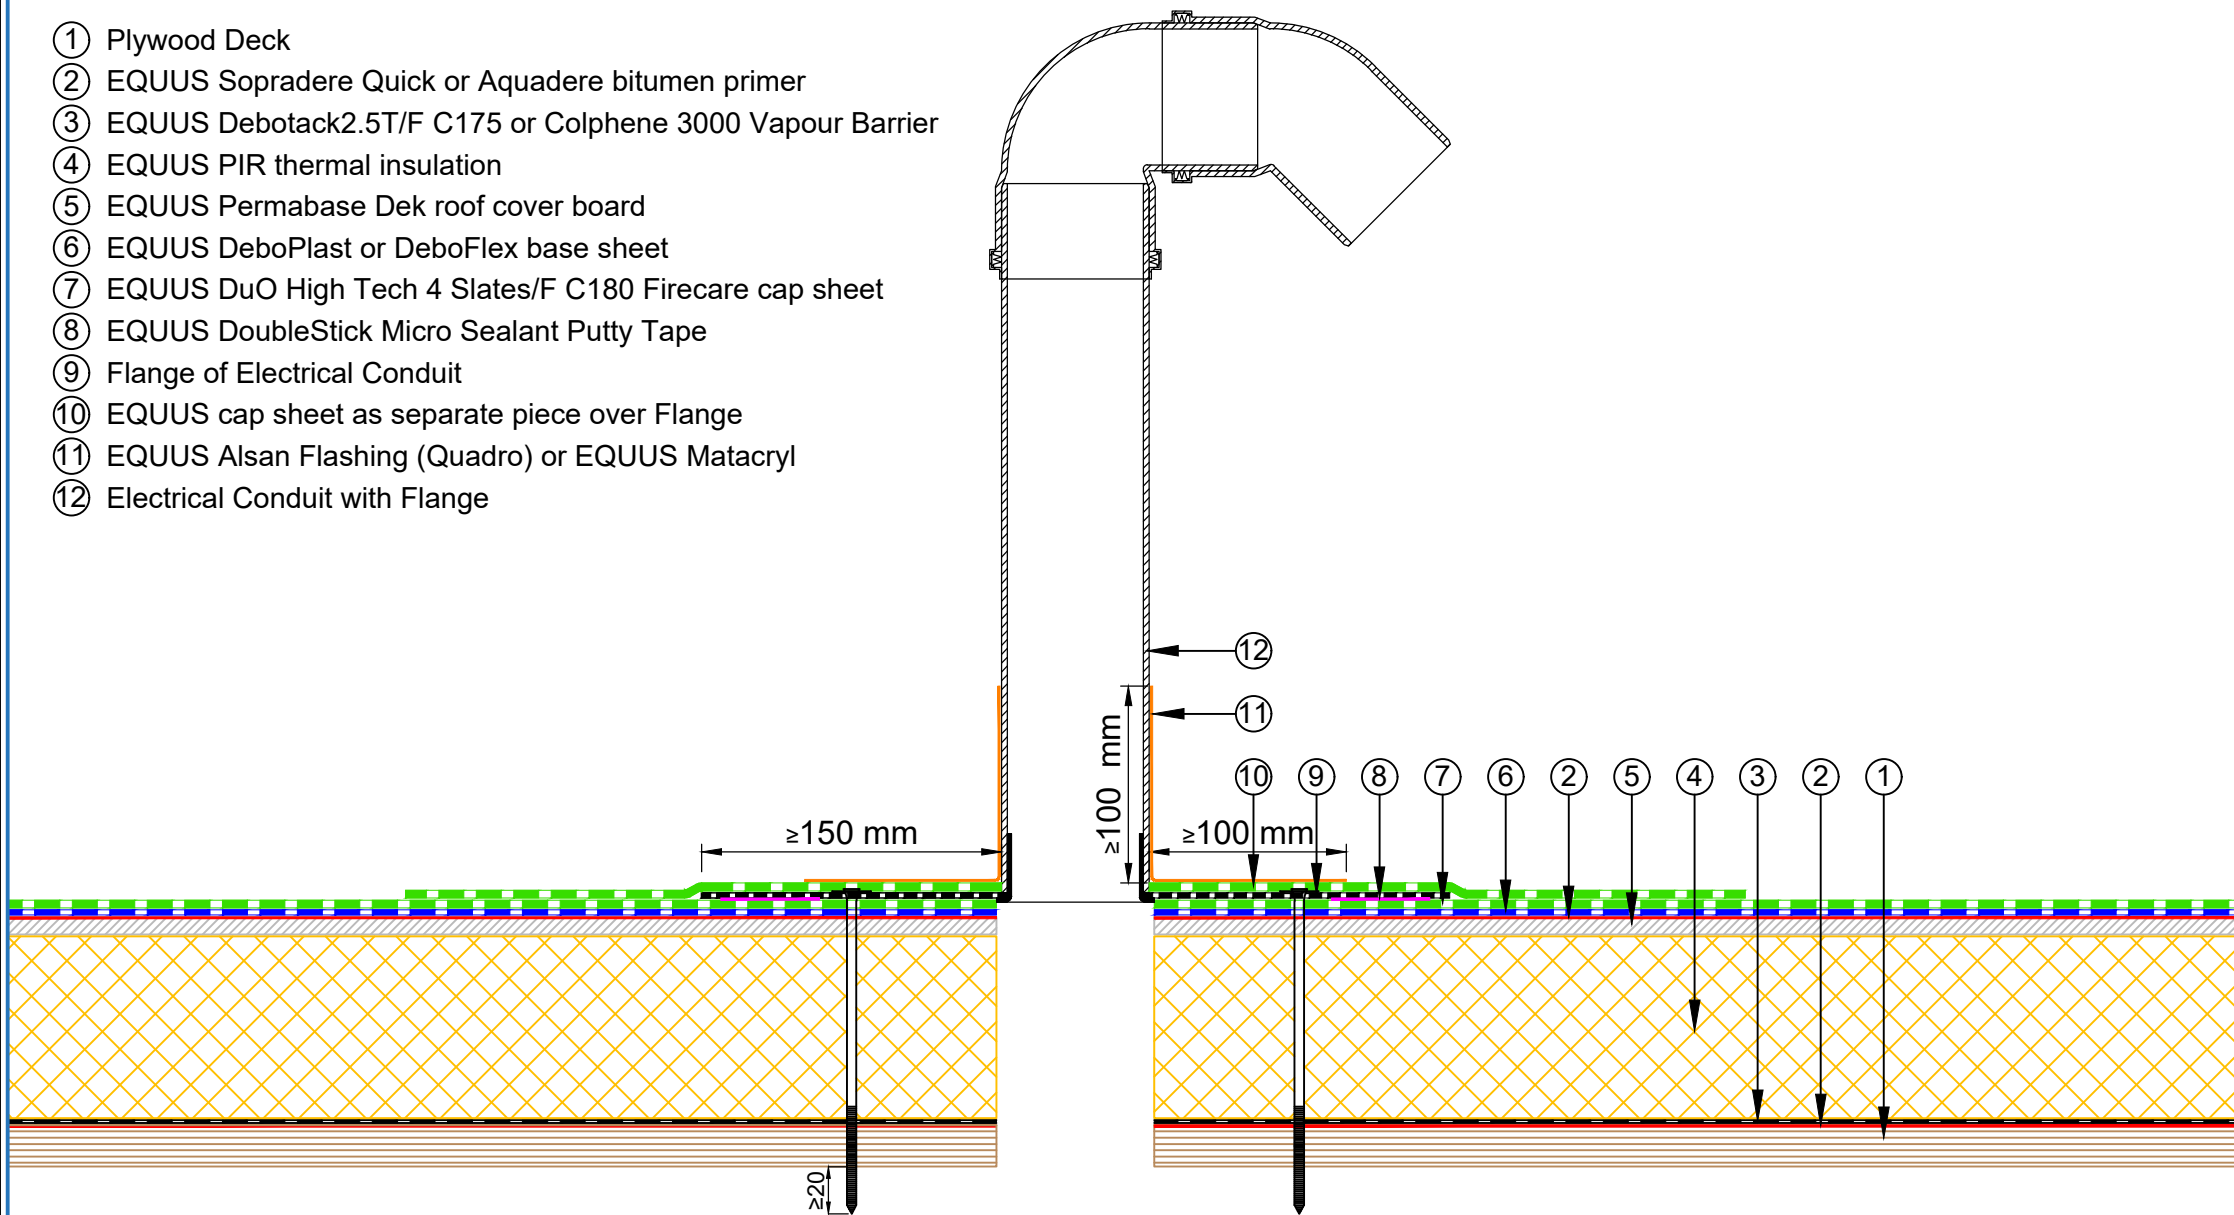 1 Plywood Deck
2 EQUUS Sopradere Quick or Aquadere bitumen primer
3 EQUUS Debotack2.5T/F C175 or Colphene 3000 Vapour Barrier
4 EQUUS PIR thermal insulation
5 EQUUS Permabase Dek roof cover board
6 EQUUS DeboPlast or DeboFlex base sheet
7 EQUUS DuO High Tech 4 Slates/F C180 Firecare cap sheet
8 EQUUS DoubleStick Micro Sealant Putty Tape
9 Flange of Electrical Conduit
10 EQUUS cap sheet as separate piece over Flange
11 EQUUS Alsan Flashing (Quadro) or EQUUS Matacryl
12 Electrical Conduit with Flange
12
11
10 9 8 7 6 2 5 4 3 2 1
≥150 mm
≥100 mm
≥100 mm
≥20